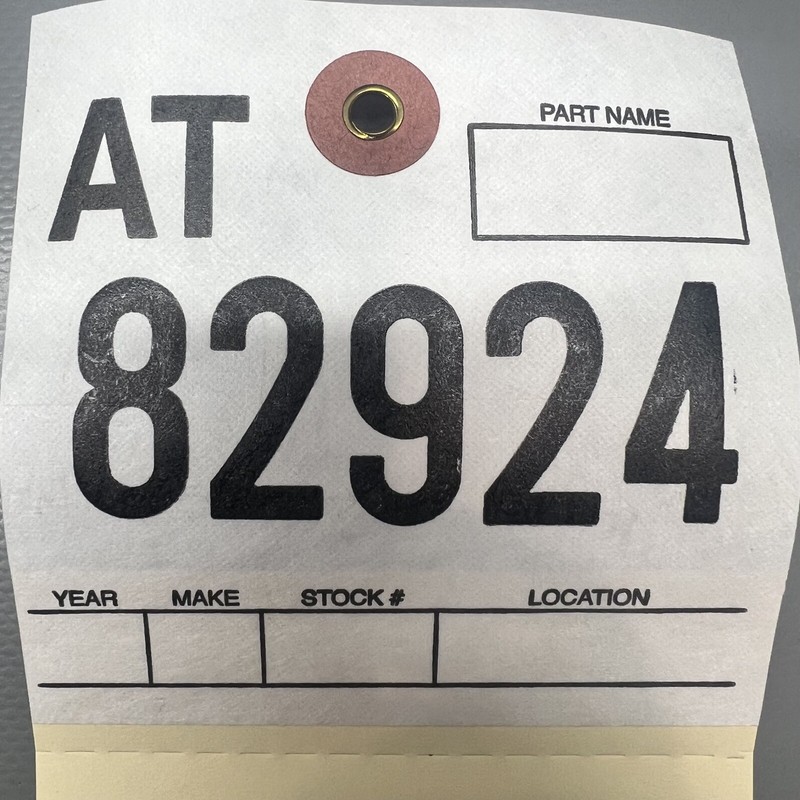 AT
PART NAME
82924
YEAR MAKE STOCK # LOCATION